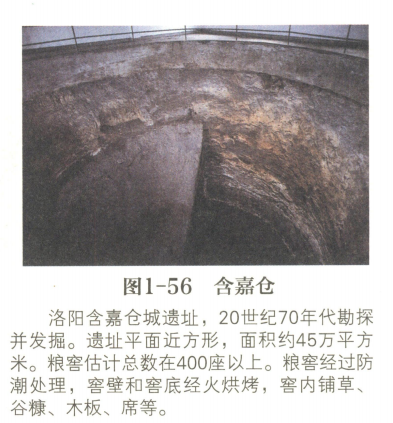 图1-56 含嘉仓
洛阳含嘉仓城遗址，20世纪70年代勘探
并发掘。遗址平面近方形，面积约45万平方
米。粮窖估计总数在400座以上。粮窖经过防
潮处理，窖壁和窖底经火烘烤，窖内铺草、
谷糠、木板、席等。